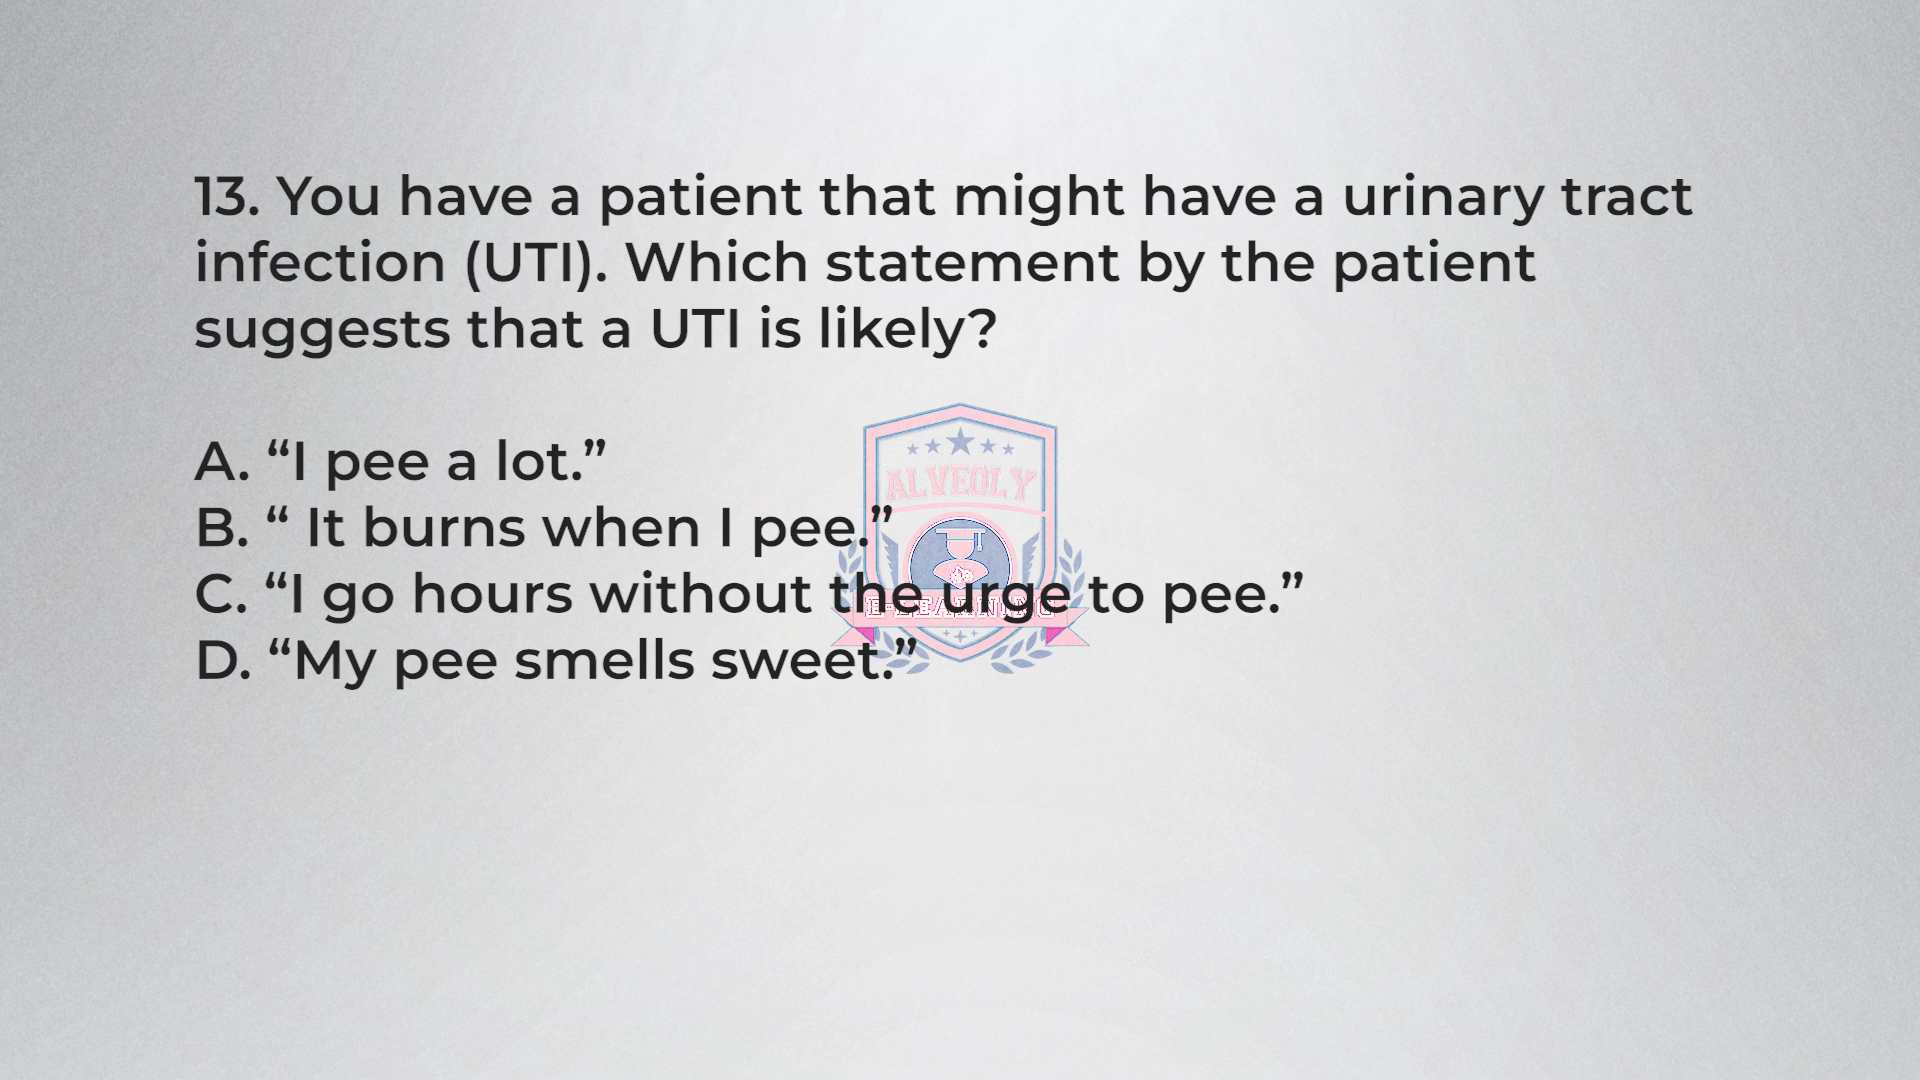 13. You have a patient that might have a urinary tract
infection (UTI). Which statement by the patient
suggests that a UTI is likely?
A. “I pee a lot.”
B. “ It burns when I pee.”
C. “I go hours without the urge to pee.”
D. “My pee smells sweet.”
ALVEOLY
E-LEARNING